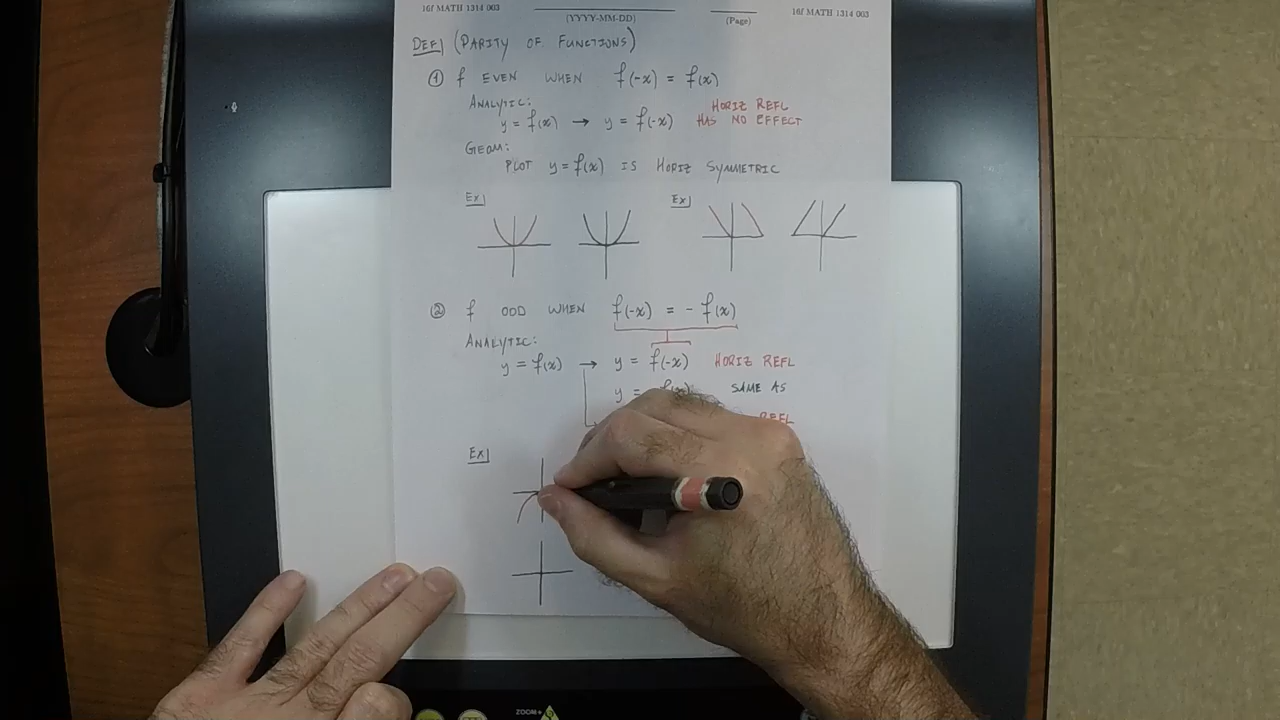 16f MATH 1314 003 (YYYY-MM-DD) (Page) 16f MATH 1314 003
DEF (PARITY OF FUNCTIONS)
① f EVEN WHEN f(-x) = f(x)
ANALYTIC:
y = f(x) → y = f(-x) HORIZ REFL HAS NO EFFECT
GEOM:
PLOT y = f(x) IS HORIZ SYMMETRIC
EX EX
② f ODD WHEN f(-x) = - f(x)
ANALYTIC:
y = f(x) → y = f(-x) HORIZ REFL
y = SAME AS
REFL
EX
ZOOM+